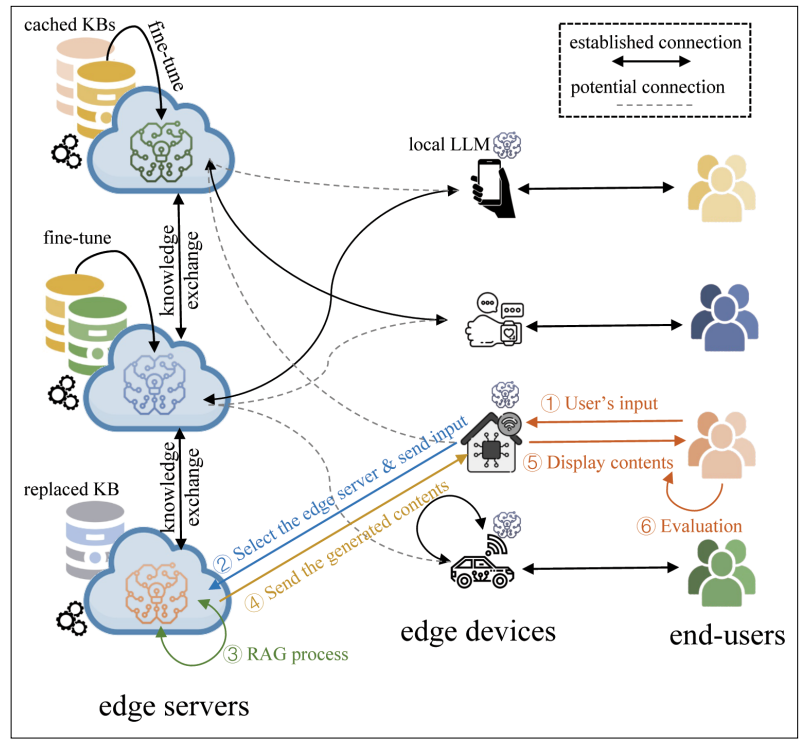 cached KBs
fine-tune
established connection
potential connection
local LLM
fine-tune
knowledge
exchange
① User's input
⑤ Display contents
⑥ Evaluation
knowledge
exchange
replaced KB
② Select the edge server & send input
④ Send the generated contents
③ RAG process
edge devices
end-users
edge servers